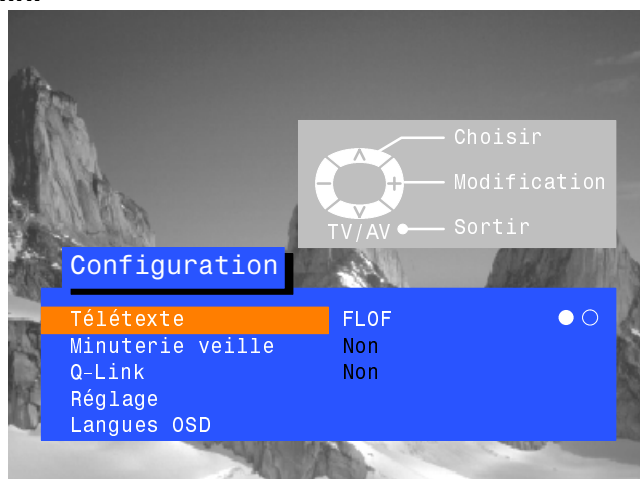 Choisir
Modification
TV/AV Sortir
Configuration
Télétexte FLOF
Minuterie veille Non
Q-Link Non
Réglage
Langues OSD